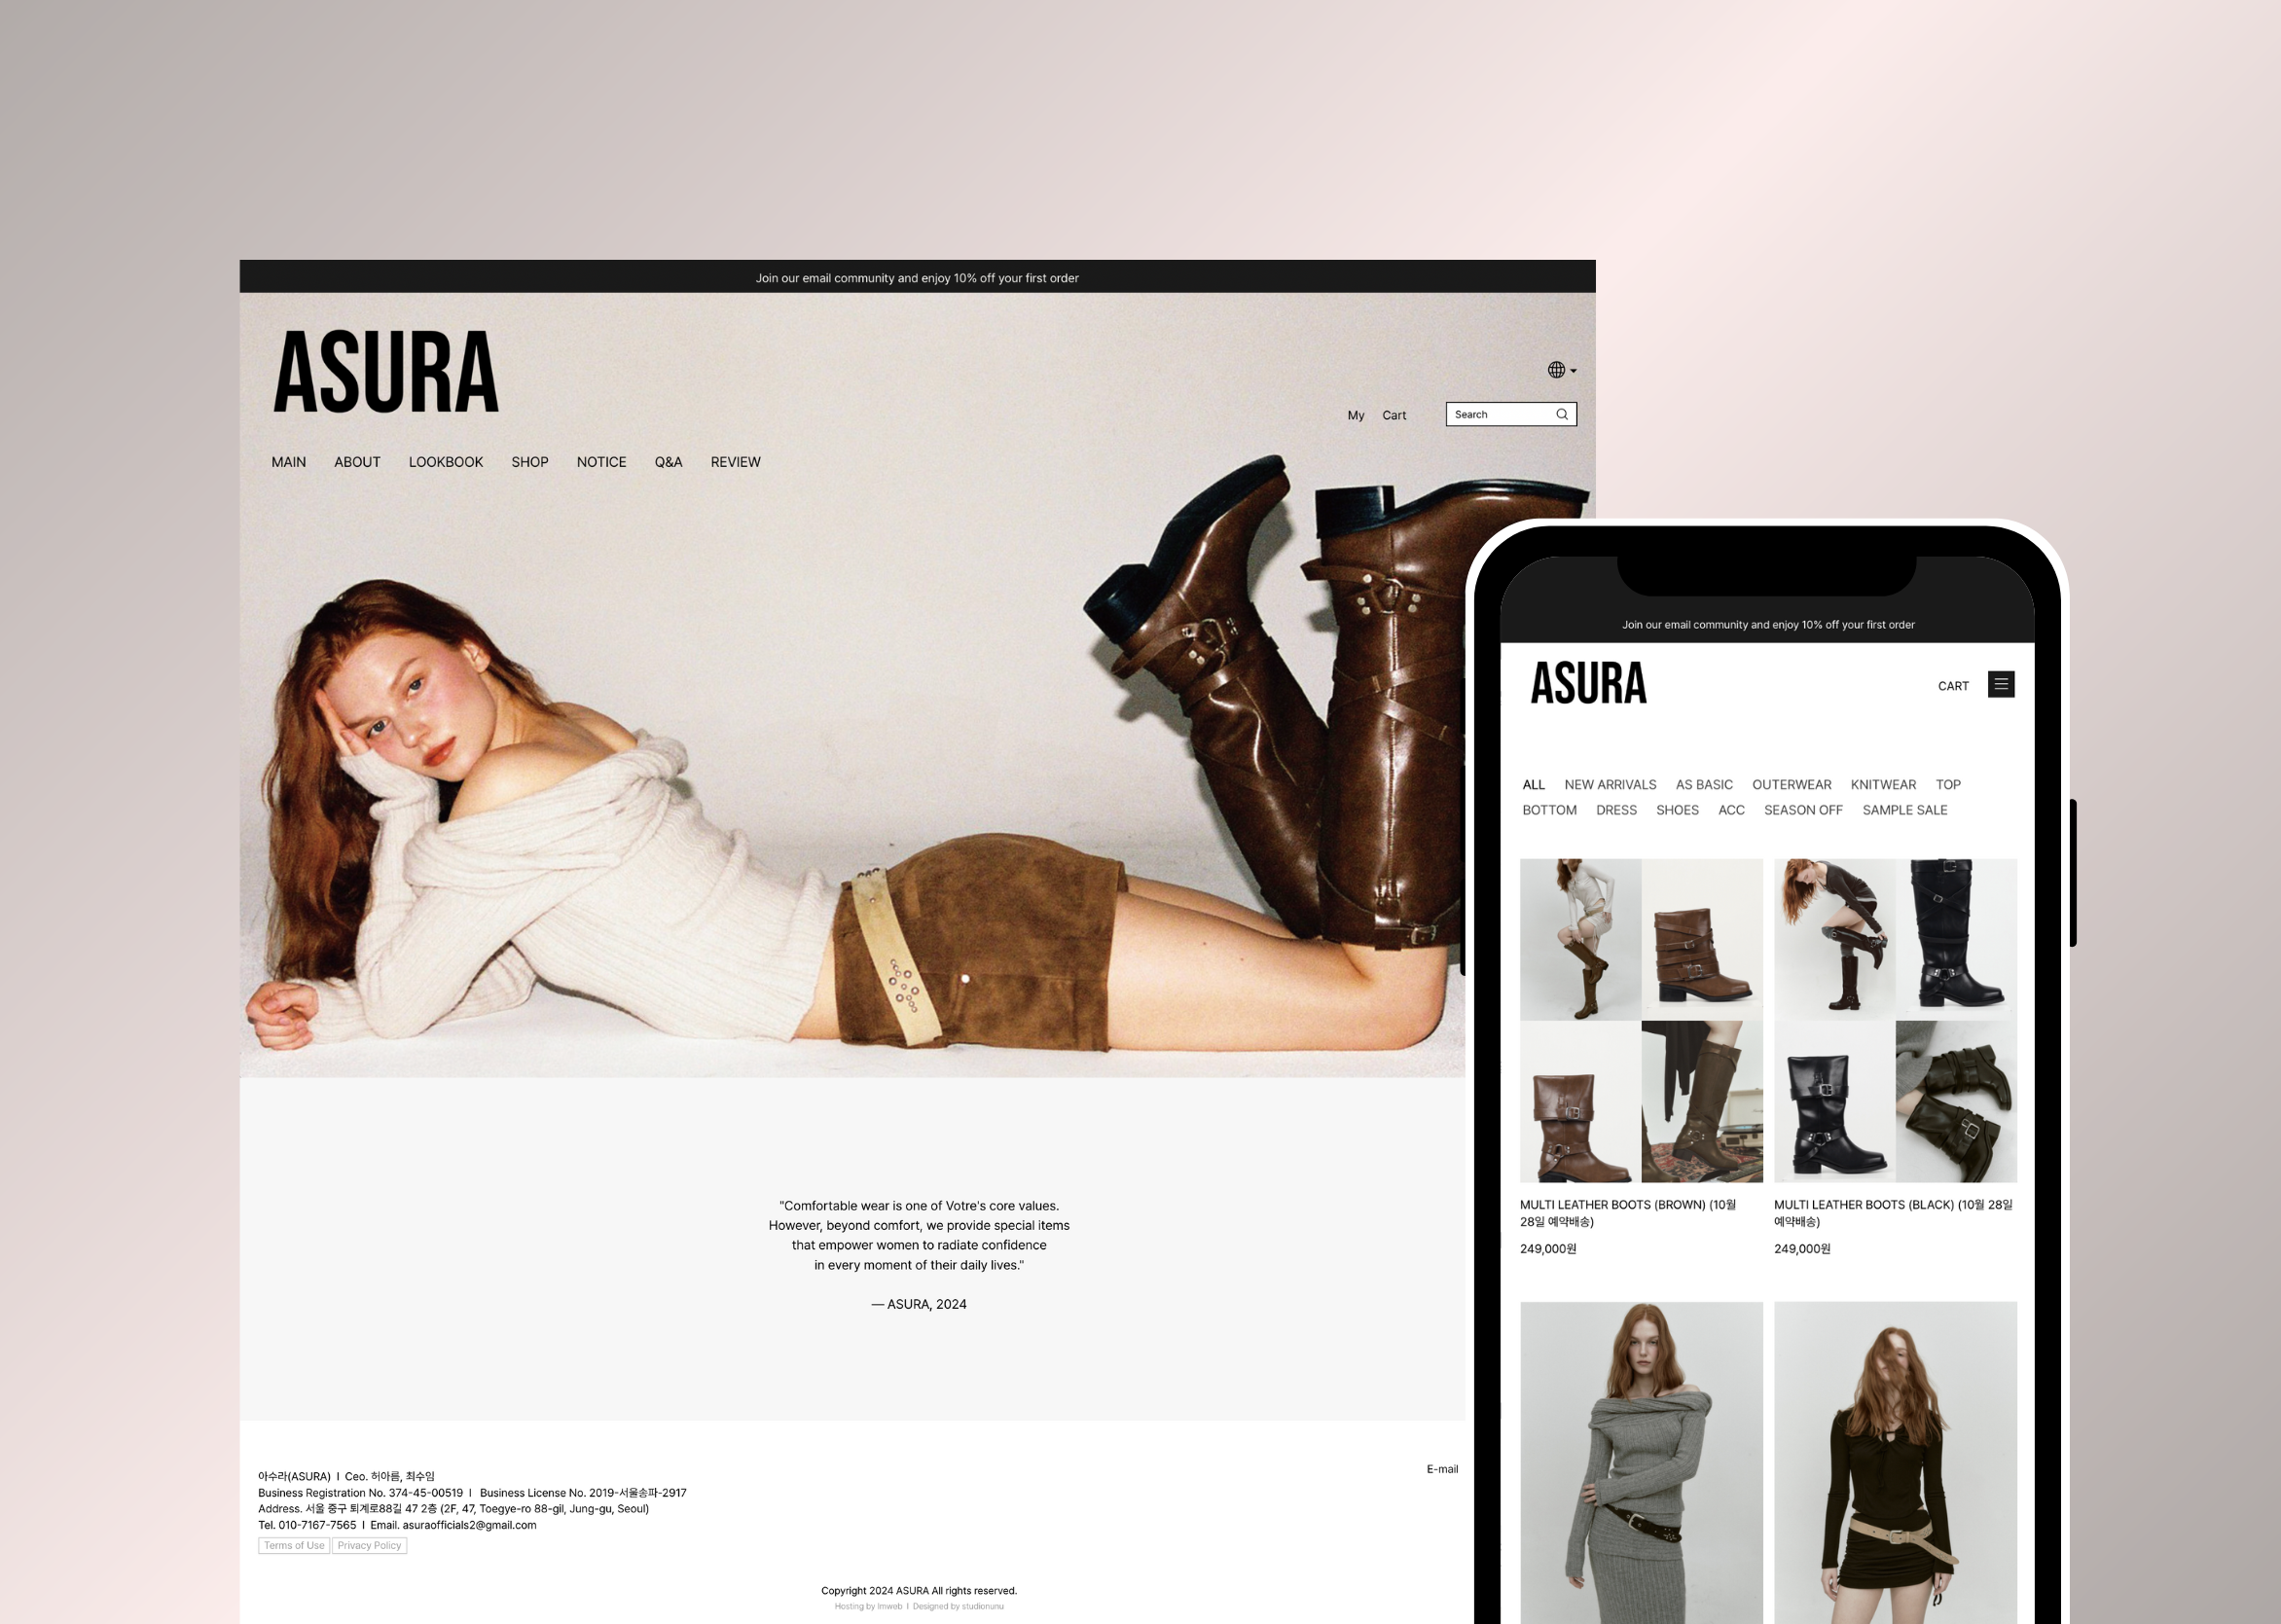 Join our email community and enjoy 10% off your first order
ASURA
My Cart Search
MAIN ABOUT LOOKBOOK SHOP NOTICE Q&A REVIEW
"Comfortable wear is one of Votre's core values.
However, beyond comfort, we provide special items
that empower women to radiate confidence
in every moment of their daily lives."
— ASURA, 2024
아수라(ASURA) I Ceo. 허아름, 최수임
Business Registration No. 374-45-00519 I Business License No. 2019-서울송파-2917
Address. 서울 중구 퇴계로88길 47 2층 (2F, 47, Toegye-ro 88-gil, Jung-gu, Seoul)
Tel. 010-7167-7565 I Email. asuraofficials2@gmail.com
Terms of Use Privacy Policy
E-mail
Copyright 2024 ASURA All rights reserved.
Hosting by Imweb I Designed by studionunu
Join our email community and enjoy 10% off your first order
ASURA
CART
ALL NEW ARRIVALS AS BASIC OUTERWEAR KNITWEAR TOP
BOTTOM DRESS SHOES ACC SEASON OFF SAMPLE SALE
MULTI LEATHER BOOTS (BROWN) (10월
28일 예약배송)
249,000원
MULTI LEATHER BOOTS (BLACK) (10월 28일
예약배송)
249,000원